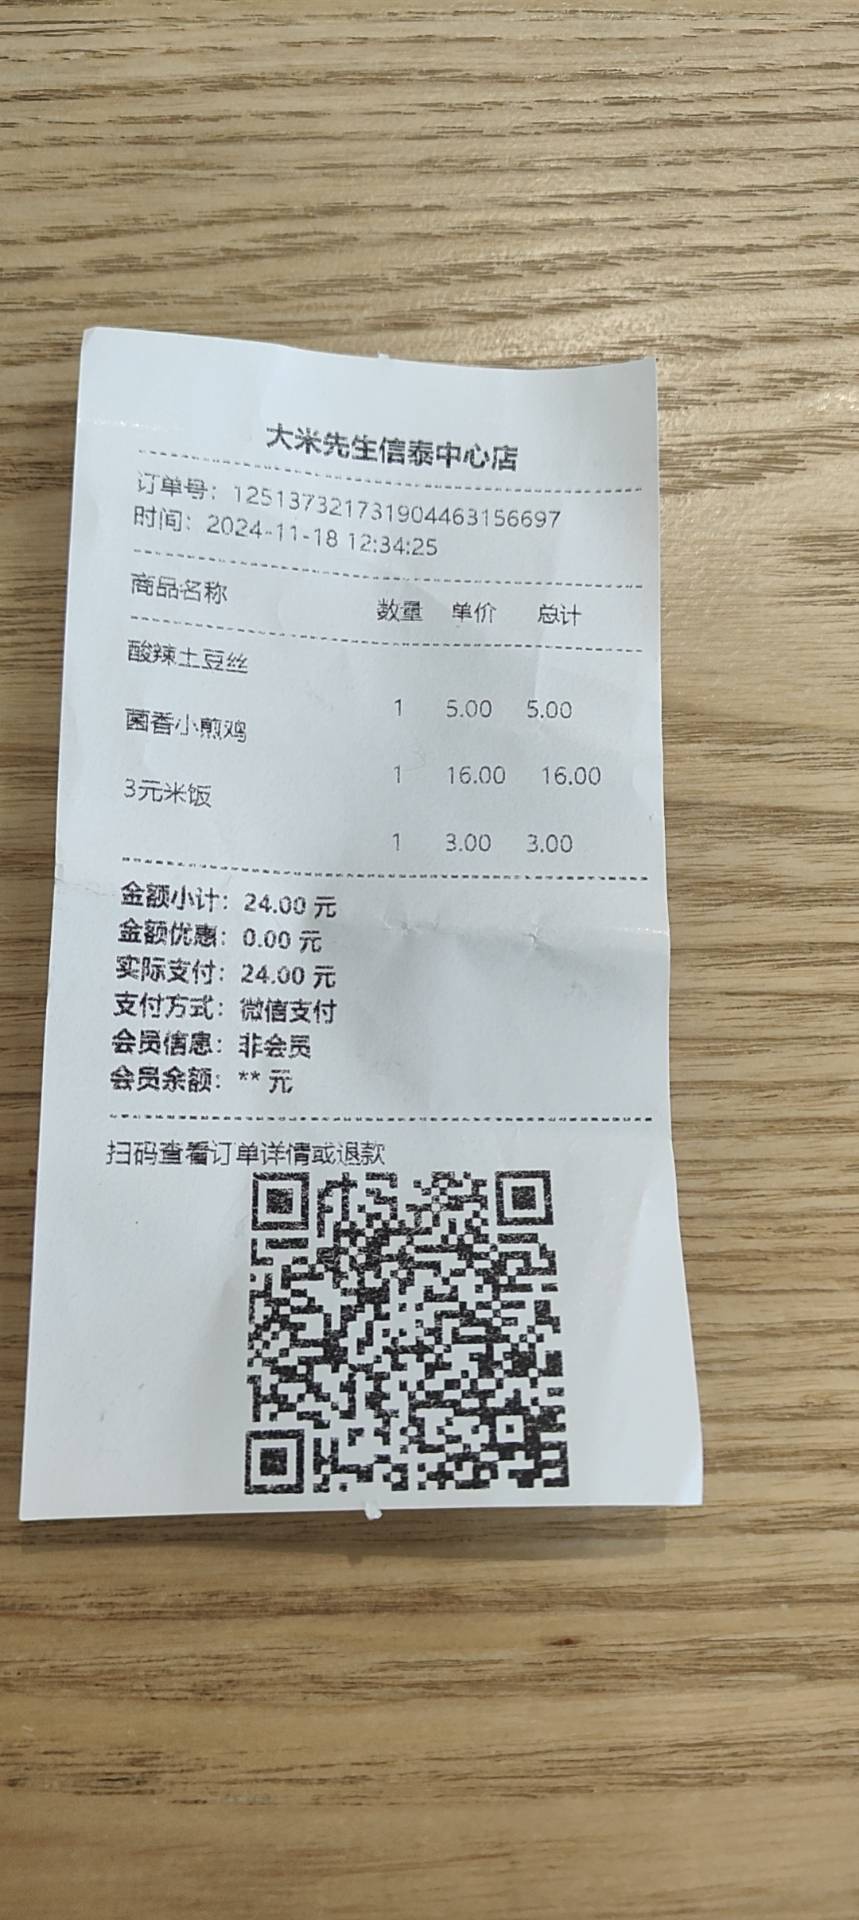 大米先生信泰中心店
订单号：1251373217319044631566​97
时间：2024-11-18 12:34:25
商品名称 数量 单价 总计
酸辣土豆丝
1 5.00 5.00
菌香小煎鸡
1 16.00 16.00
3元米饭
1 3.00 3.00
金额小计：24.00 元
金额优惠：0.00 元
实际支付：24.00 元
支付方式：微信支付
会员信息：非会员
会员余额：** 元
扫码查看订单详情或退款